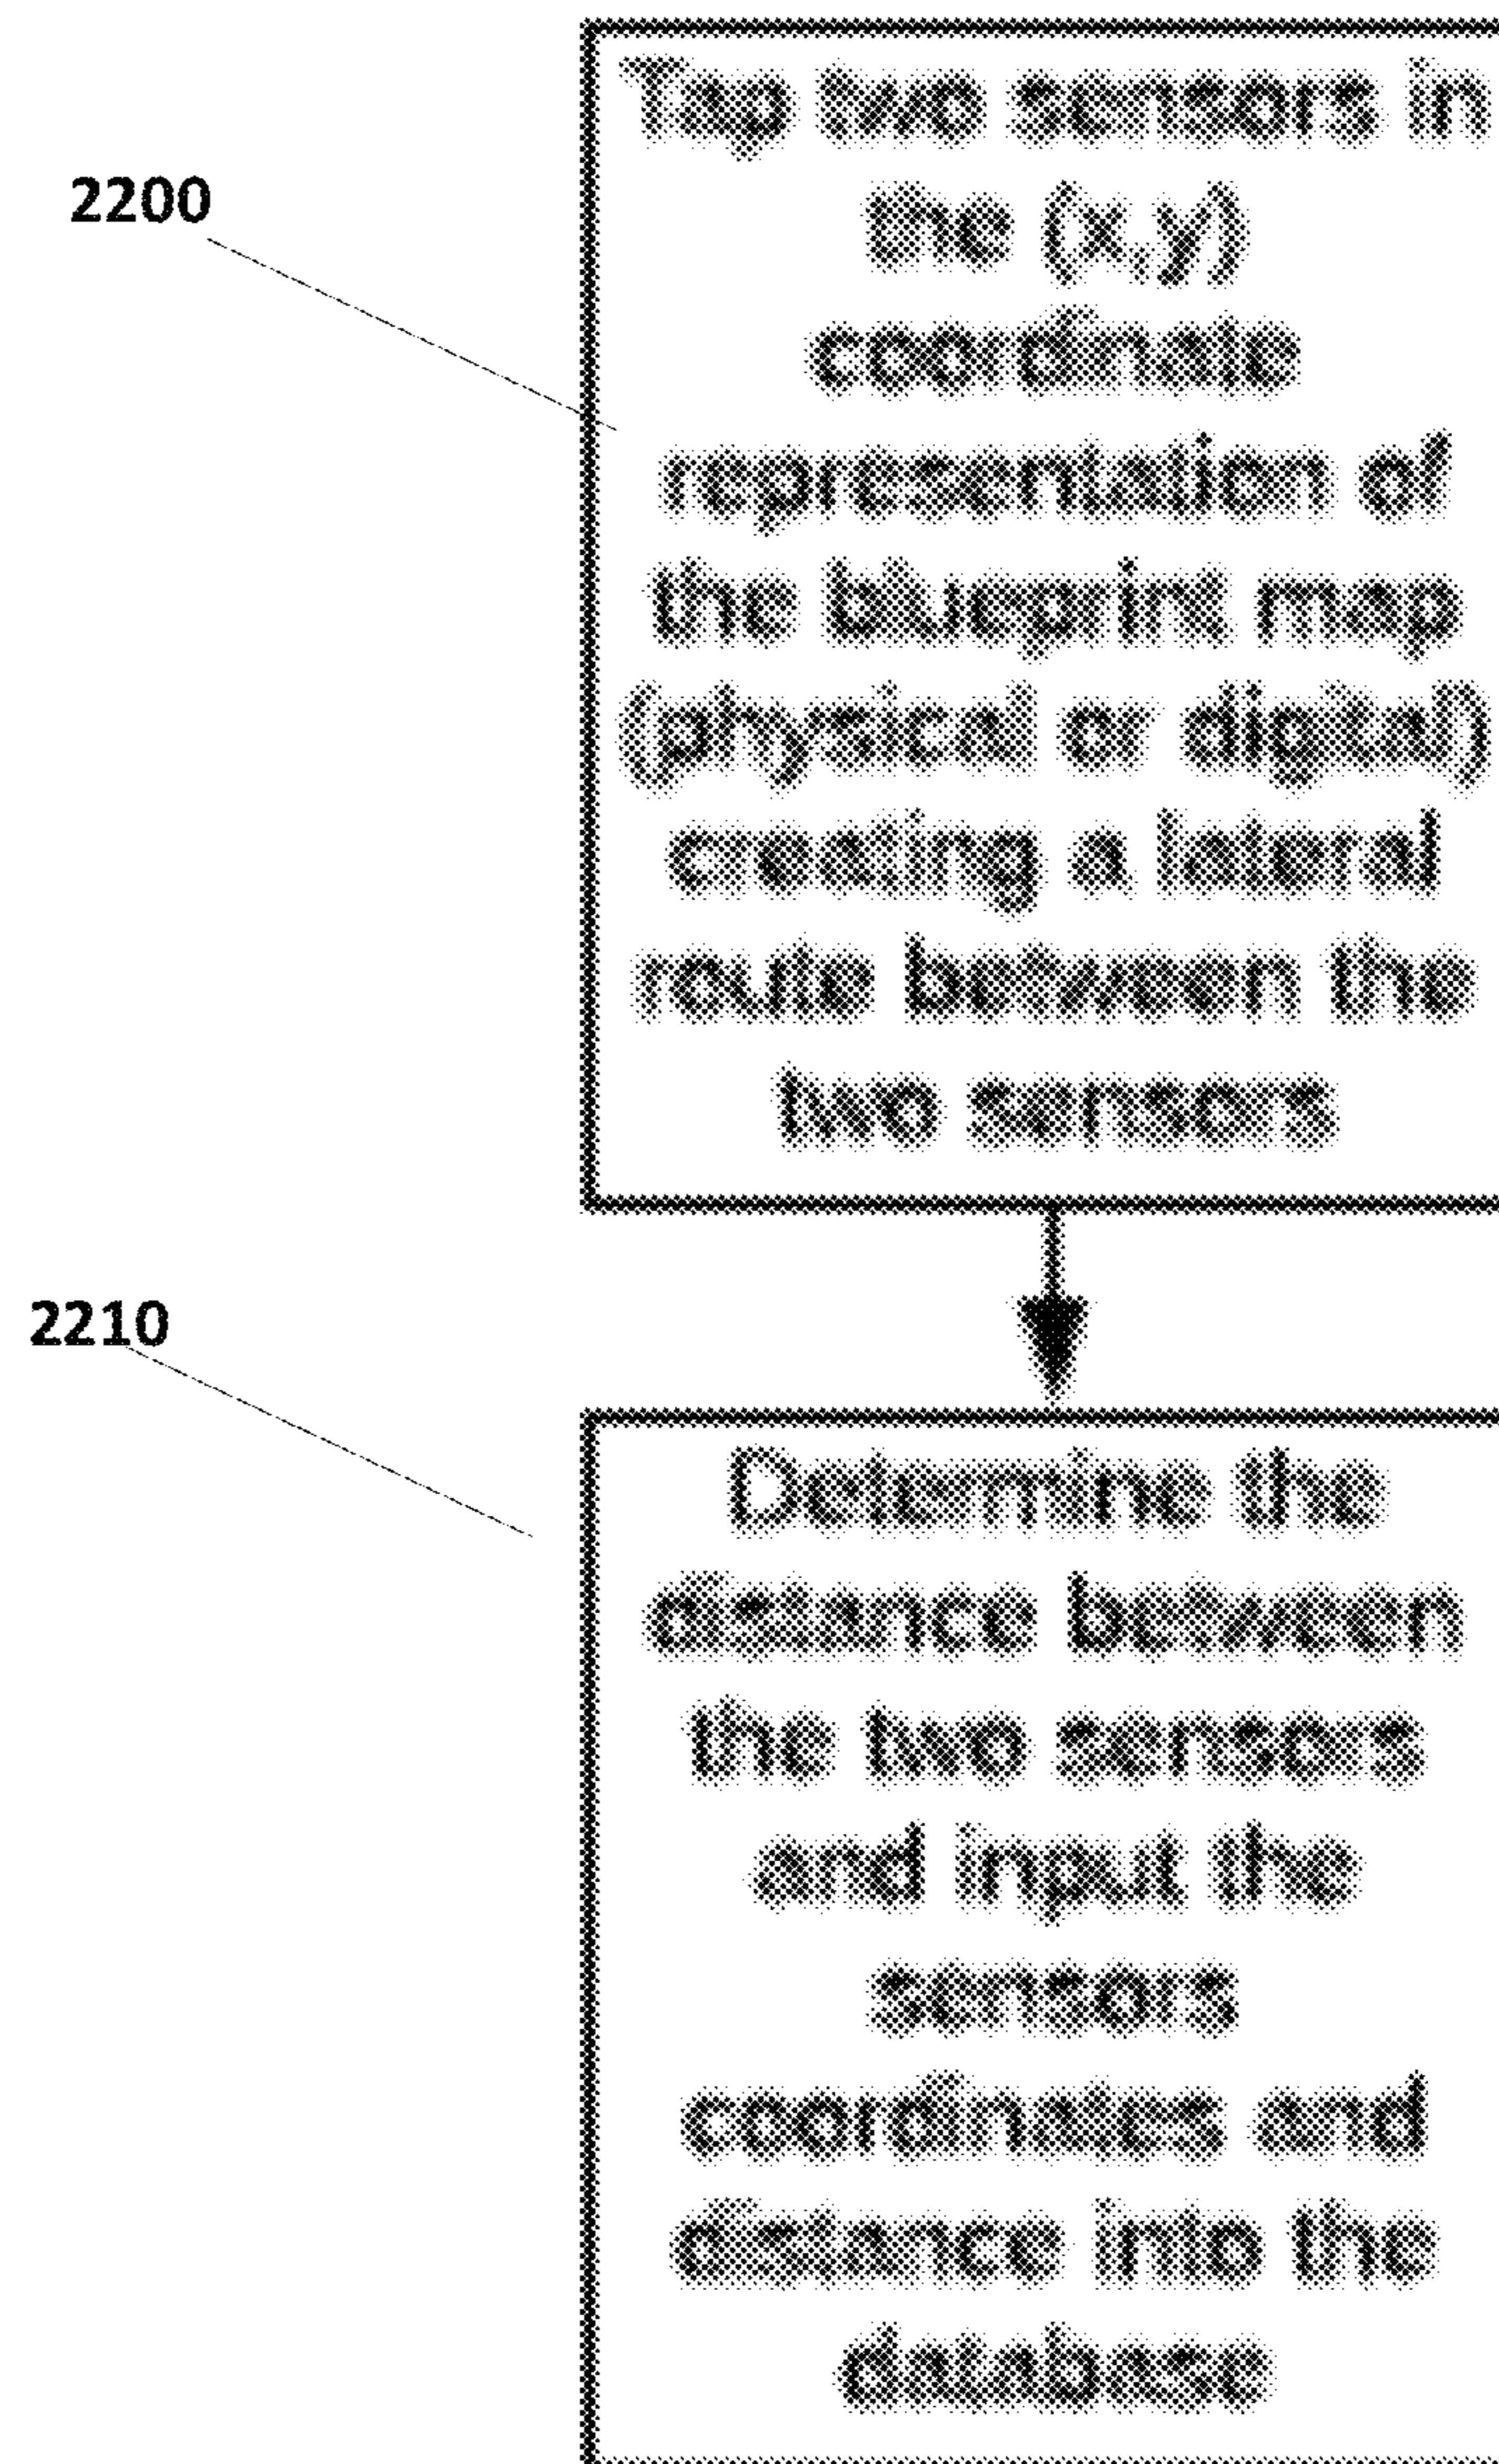 2200
Tap two sensors in
the (x,y)
coordinate
representation of
the blueprint map
(physical or digital)
creating a lateral
route between the
two sensors
2210
Determine the
distance between
the two sensors
and input the
sensors
coordinates and
distance into the
database